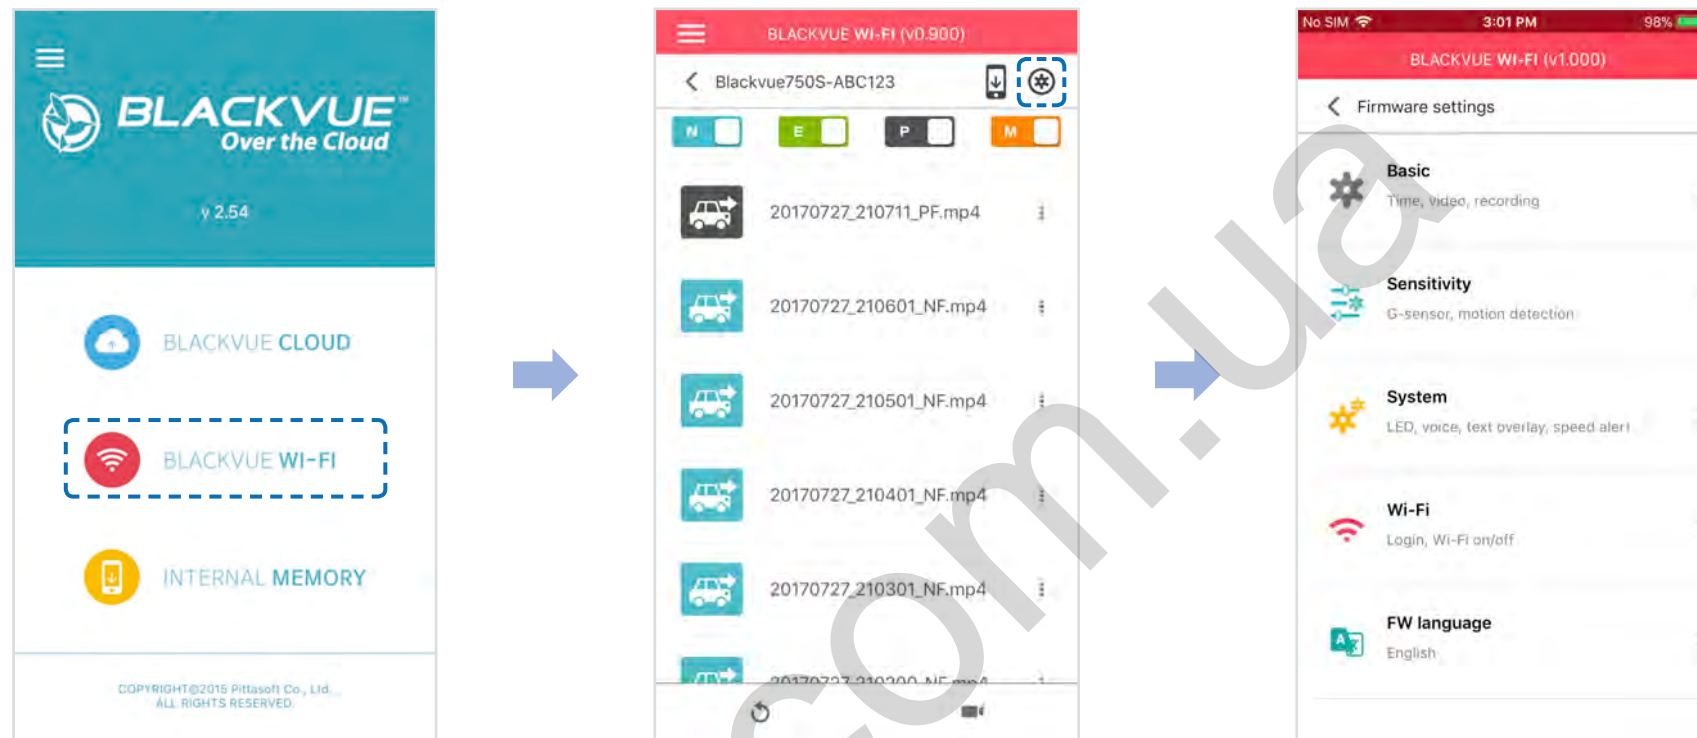 BLACKVUE™
Over the Cloud
v 2.54
BLACKVUE CLOUD
BLACKVUE WI-FI
INTERNAL MEMORY
COPYRIGHT©2015 Pittasoft Co., Ltd.
ALL RIGHTS RESERVED.
BLACKVUE WI-FI (v0.900)
Blackvue750S-ABC123
N E P M
20170727_210711_PF.mp4
20170727_210601_NF.mp4
20170727_210501_NF.mp4
20170727_210401_NF.mp4
20170727_210301_NF.mp4
20170727_210200_NF.mp4
No SIM 3:01 PM 98%
BLACKVUE WI-FI (v1.000)
Firmware settings
Basic
Time, video, recording
Sensitivity
G-sensor, motion detection
System
LED, voice, text overlay, speed alert
Wi-Fi
Login, Wi-Fi on/off
FW language
English
com.ua